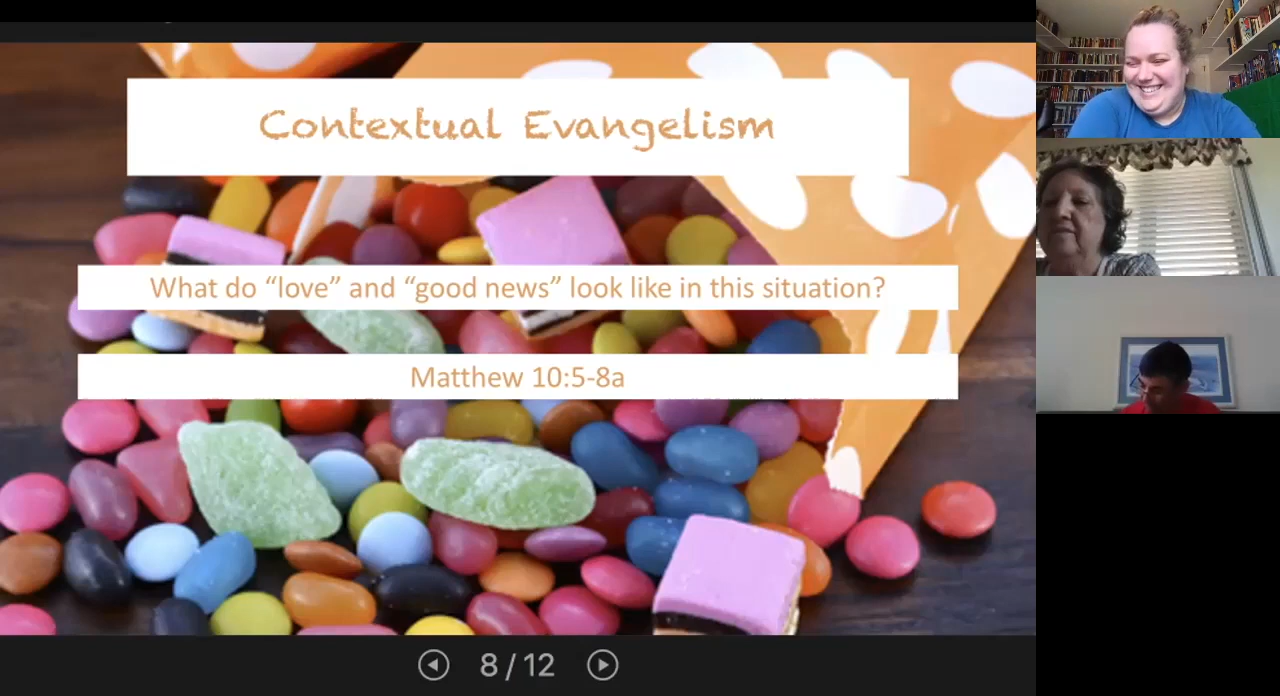 Contextual Evangelism
What do “love” and “good news” look like in this situation?
Matthew 10:5-8a
8 / 12